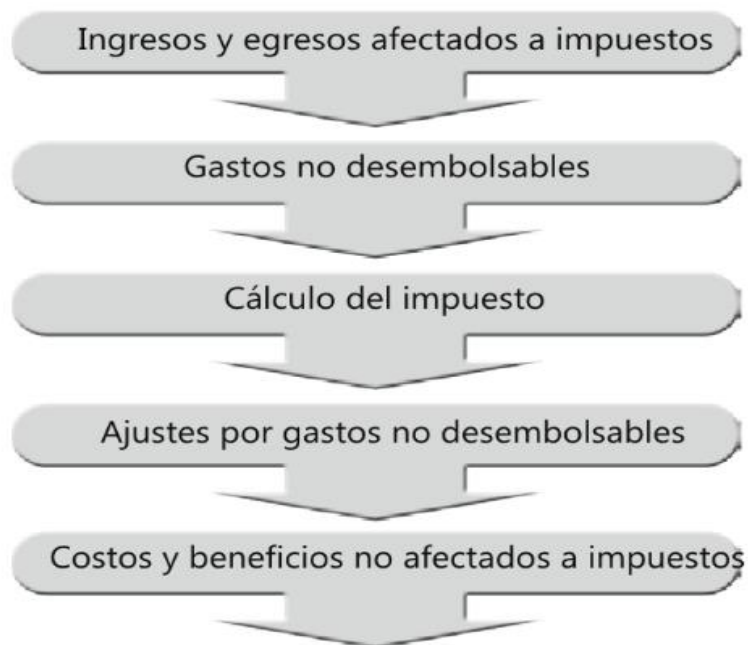 Ingresos y egresos afectados a impuestos
Gastos no desembolsables
Cálculo del impuesto
Ajustes por gastos no desembolsables
Costos y beneficios no afectados a impuestos